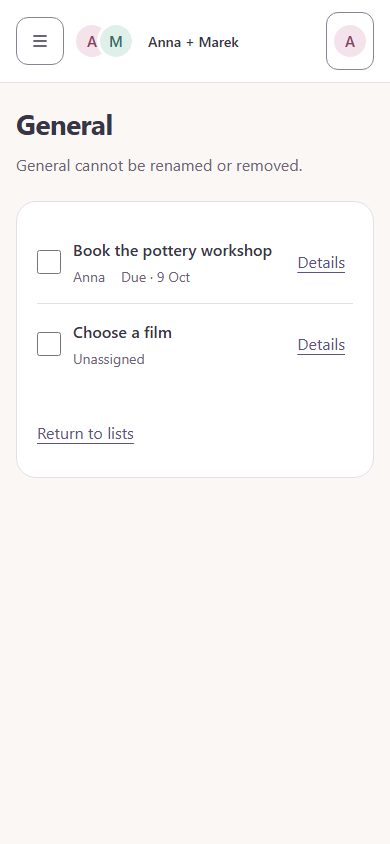 A M Anna + Marek A
General
General cannot be renamed or removed.
Book the pottery workshop
Anna Due · 9 Oct
Details
Choose a film
Unassigned
Details
Return to lists